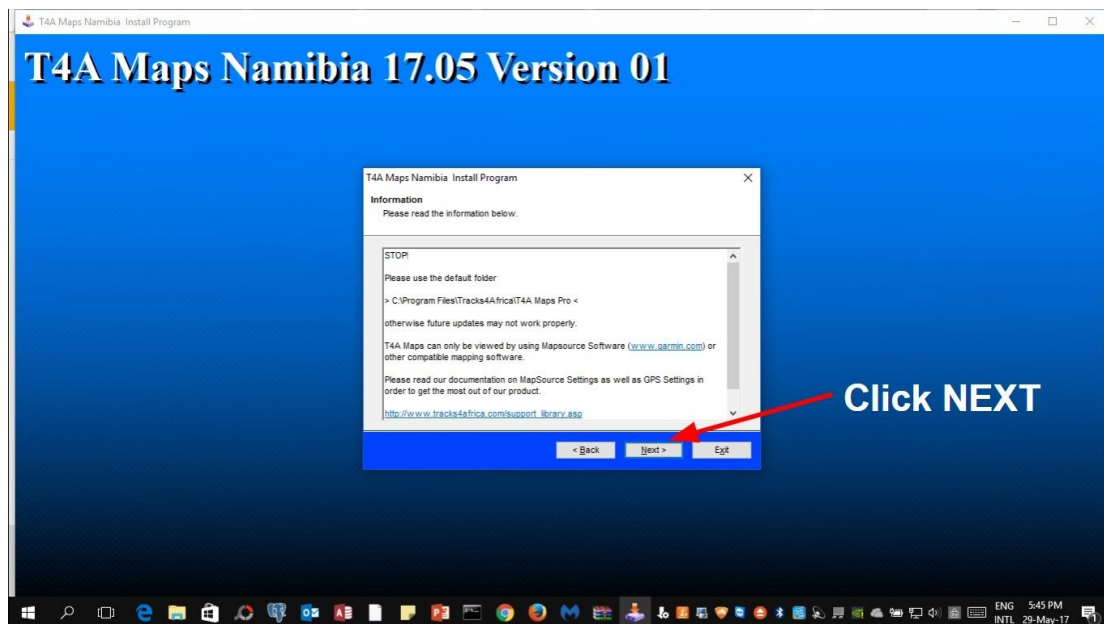 T4A Maps Namibia Install Program
T4A Maps Namibia 17.05 Version 01
T4A Maps Namibia Install Program
Information
Please read the information below.
STOP!
Please use the default folder
> C:\Program Files\Tracks4Africa\T4A Maps Pro <
otherwise future updates may not work properly.
T4A Maps can only be viewed by using Mapsource Software (www.garmin.com) or
other compatible mapping software.
Please read our documentation on MapSource Settings as well as GPS Settings in
order to get the most out of our product.
http://www.tracks4africa.com/support_library.asp
Click NEXT
< Back
Next >
Exit
ENG 5:45 PM
INTL 29-May-17